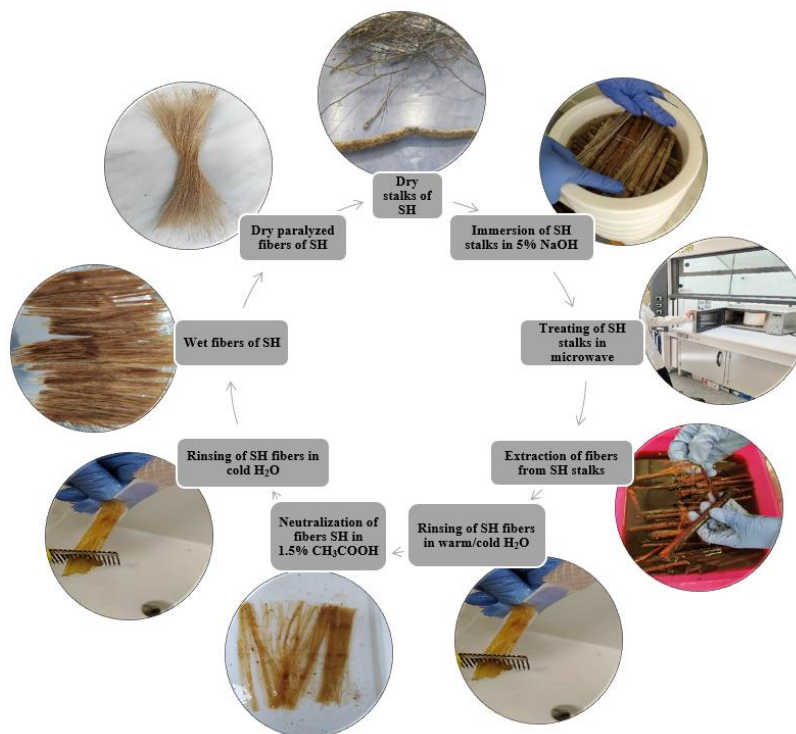 Dry
stalks of
SH
Immersion of SH
stalks in 5% NaOH
Treating of SH
stalks in
microwave
Extraction of fibers
from SH stalks
Rinsing of SH fibers
in warm/cold H₂O
Neutralization of
fibers SH in
1.5% CH₃COOH
Rinsing of SH fibers in
cold H₂O
Wet fibers of SH
Dry paralyzed
fibers of SH